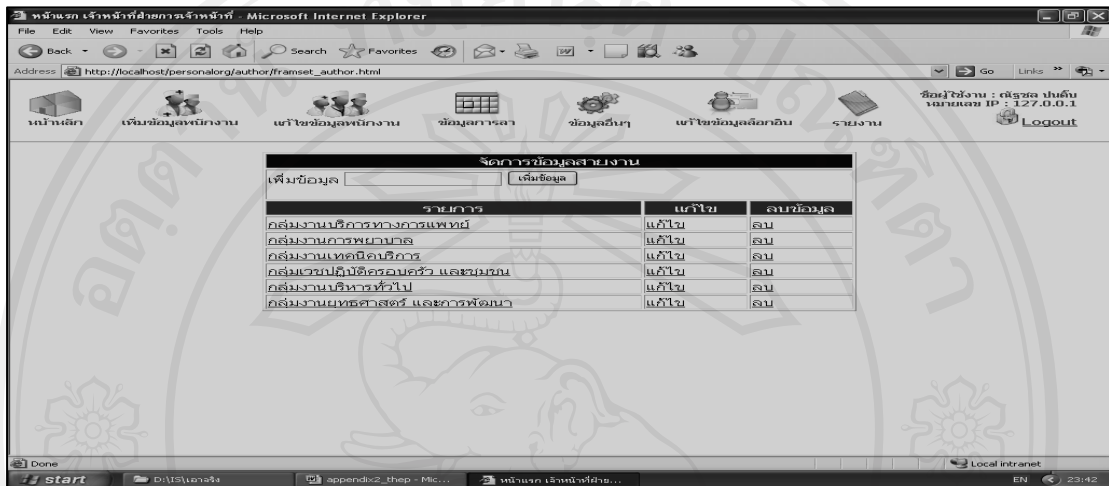 หน้าแรก เจ้าหน้าที่ฝ่ายการเจ้าหน้าที่ - Microsoft Internet Explorer
File Edit View Favorites Tools Help
Back Search Favorites
Address http://localhost/personalorg/author/framset_author.html Go Links »
ชื่อผู้ใช้งาน : ณัฐชล ปนคับ
หมายเลข IP : 127.0.0.1
Logout
หน้าหลัก เพิ่มข้อมูลพนักงาน แก้ไขข้อมูลพนักงาน ข้อมูลการลา ข้อมูลอื่นๆ แก้ไขข้อมูลล็อกอิน รายงาน
จัดการข้อมูลสายงาน
เพิ่มข้อมูล เพิ่มข้อมูล
รายการ แก้ไข ลบข้อมูล
กลุ่มงานบริการทางการแพทย์ แก้ไข ลบ
กลุ่มงานการพยาบาล แก้ไข ลบ
กลุ่มงานเทคนิคบริการ แก้ไข ลบ
กลุ่มเวชปฏิบัติครอบครัว และชุมชน แก้ไข ลบ
กลุ่มงานบริหารทั่วไป แก้ไข ลบ
กลุ่มงานยุทธศาสตร์ และการพัฒนา แก้ไข ลบ
Done Local intranet
start D:\IS\เอาจริง appendix2_thep - Mic... หน้าแรก เจ้าหน้าที่ฝ่าย... EN 23:42